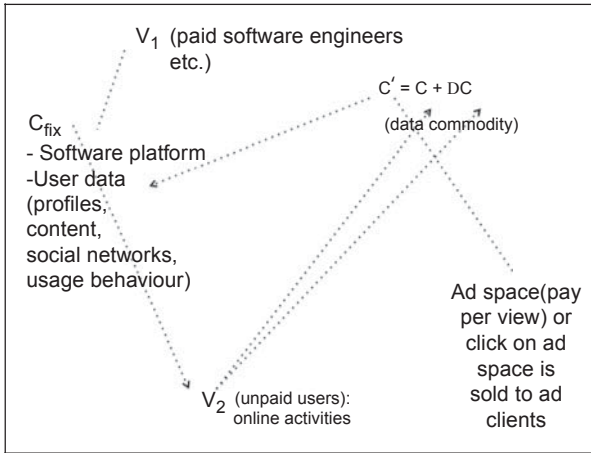 V₁ (paid software engineers
etc.)
C′ = C + DC
(data commodity)
C_fix
- Software platform
-User data
(profiles,
content,
social networks,
usage behaviour)
Ad space(pay
per view) or
click on ad
space is
sold to ad
clients
V₂ (unpaid users):
online activities